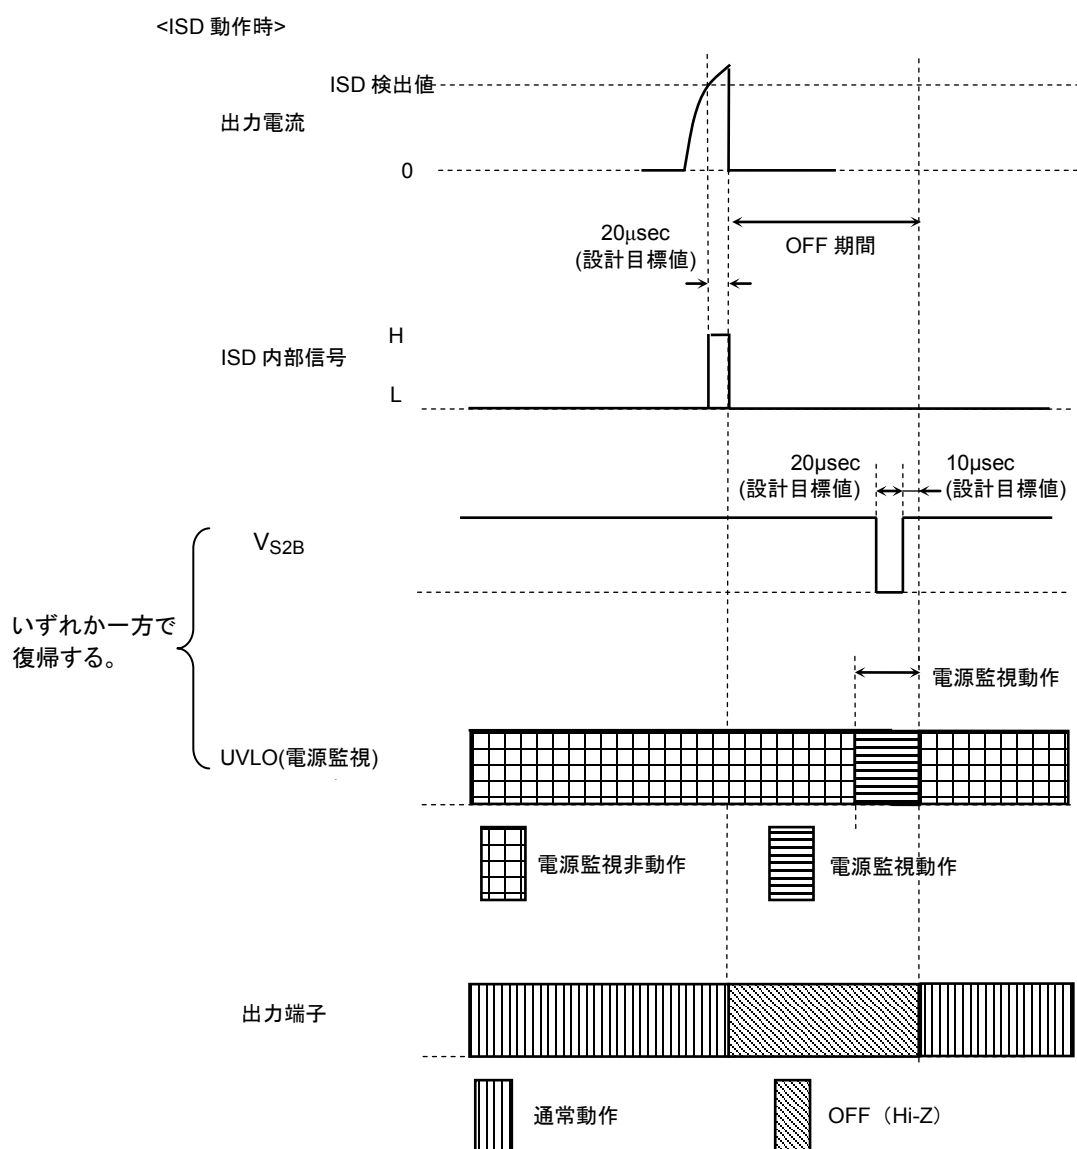 <ISD 動作時>
ISD 検出値
出力電流
0
20μsec
(設計目標値)
OFF 期間
H
ISD 内部信号
L
20μsec
(設計目標値)
10μsec
(設計目標値)
VS2B
いずれか一方で
復帰する。
電源監視動作
UVLO(電源監視)
電源監視非動作
電源監視動作
出力端子
通常動作
OFF（Hi-Z）